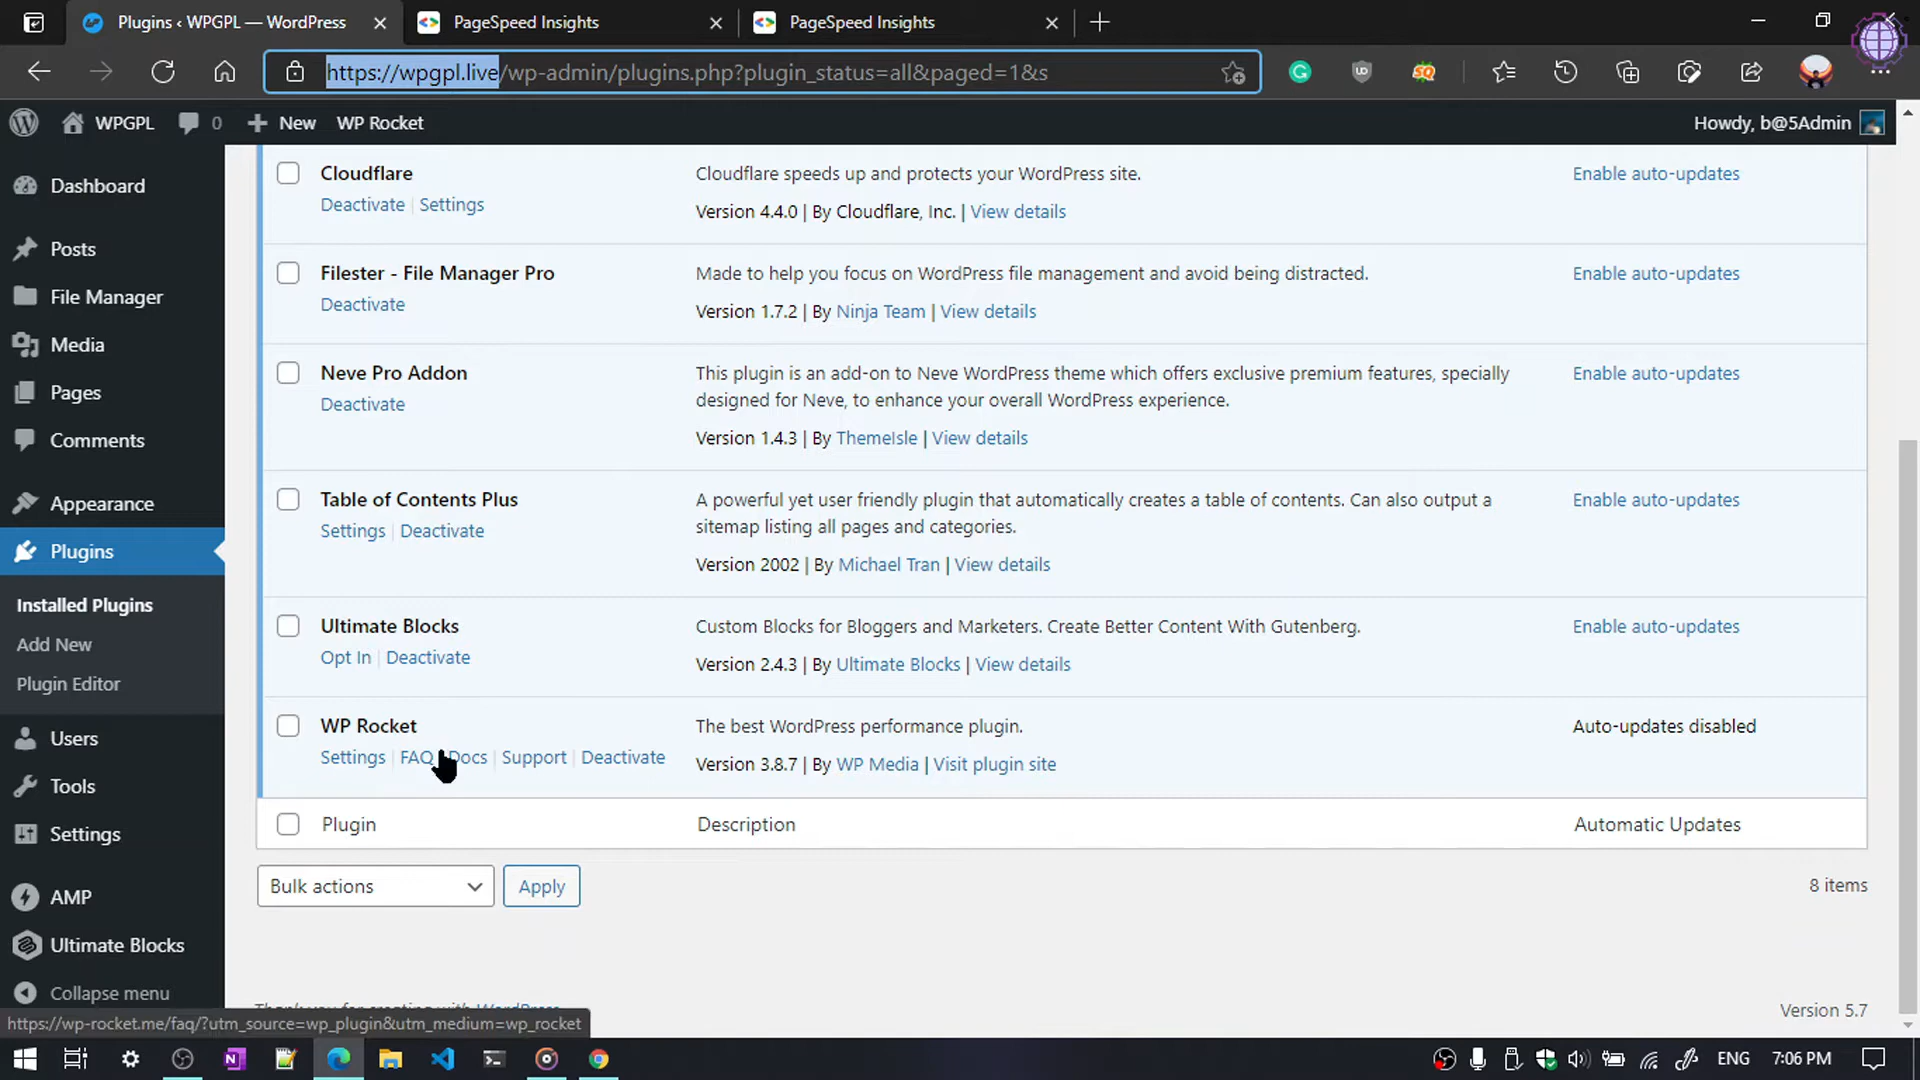 Plugins ‹ WPGPL — WordPress
PageSpeed Insights
PageSpeed Insights
https://wpgpl.live/wp-admin/plugins.php?plugin_status=all&paged=1&s
WPGPL
0
New
WP Rocket
Howdy, b@5Admin
Dashboard
Posts
File Manager
Media
Pages
Comments
Appearance
Plugins
Installed Plugins
Add New
Plugin Editor
Users
Tools
Settings
AMP
Ultimate Blocks
Collapse menu
Cloudflare
Deactivate | Settings
Cloudflare speeds up and protects your WordPress site.
Version 4.4.0 | By Cloudflare, Inc. | View details
Enable auto-updates
Filester - File Manager Pro
Deactivate
Made to help you focus on WordPress file management and avoid being distracted.
Version 1.7.2 | By Ninja Team | View details
Enable auto-updates
Neve Pro Addon
Deactivate
This plugin is an add-on to Neve WordPress theme which offers exclusive premium features, specially
designed for Neve, to enhance your overall WordPress experience.
Version 1.4.3 | By ThemeIsle | View details
Enable auto-updates
Table of Contents Plus
Settings | Deactivate
A powerful yet user friendly plugin that automatically creates a table of contents. Can also output a
sitemap listing all pages and categories.
Version 2002 | By Michael Tran | View details
Enable auto-updates
Ultimate Blocks
Opt In | Deactivate
Custom Blocks for Bloggers and Marketers. Create Better Content With Gutenberg.
Version 2.4.3 | By Ultimate Blocks | View details
Enable auto-updates
WP Rocket
Settings | FAQ | Docs | Support | Deactivate
The best WordPress performance plugin.
Version 3.8.7 | By WP Media | Visit plugin site
Auto-updates disabled
Plugin
Description
Automatic Updates
Bulk actions
Apply
8 items
Thank you for creating with WordPress
Version 5.7
https://wp-rocket.me/faq/?utm_source=wp_plugin&utm_medium=wp_rocket
ENG
7:06 PM